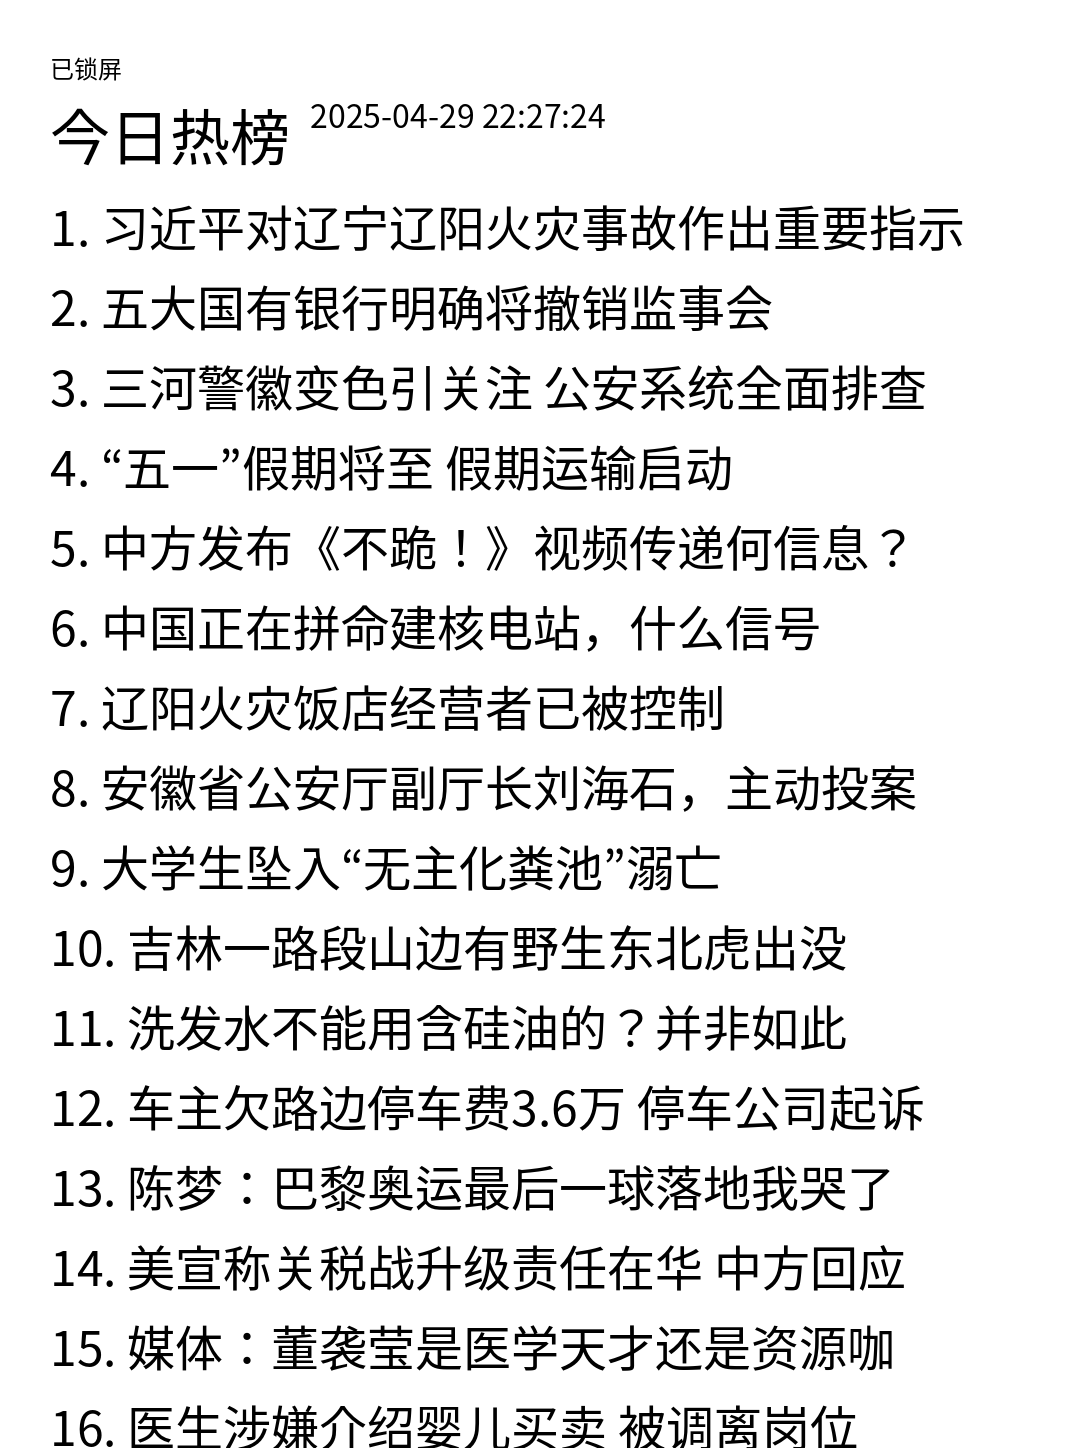 已锁屏
今日热榜 2025-04-29 22:27:24
1. 习近平对辽宁辽阳火灾事故作出重要指示
2. 五大国有银行明确将撤销监事会
3. 三河警徽变色引关注 公安系统全面排查
4. “五一”假期将至 假期运输启动
5. 中方发布《不跪！》视频传递何信息？
6. 中国正在拼命建核电站，什么信号
7. 辽阳火灾饭店经营者已被控制
8. 安徽省公安厅副厅长刘海石，主动投案
9. 大学生坠入“无主化粪池”溺亡
10. 吉林一路段山边有野生东北虎出没
11. 洗发水不能用含硅油的？并非如此
12. 车主欠路边停车费3.6万 停车公司起诉
13. 陈梦：巴黎奥运最后一球落地我哭了
14. 美宣称关税战升级责任在华 中方回应
15. 媒体：董袭莹是医学天才还是资源咖
16. 医生涉嫌介绍婴儿买卖 被调离岗位